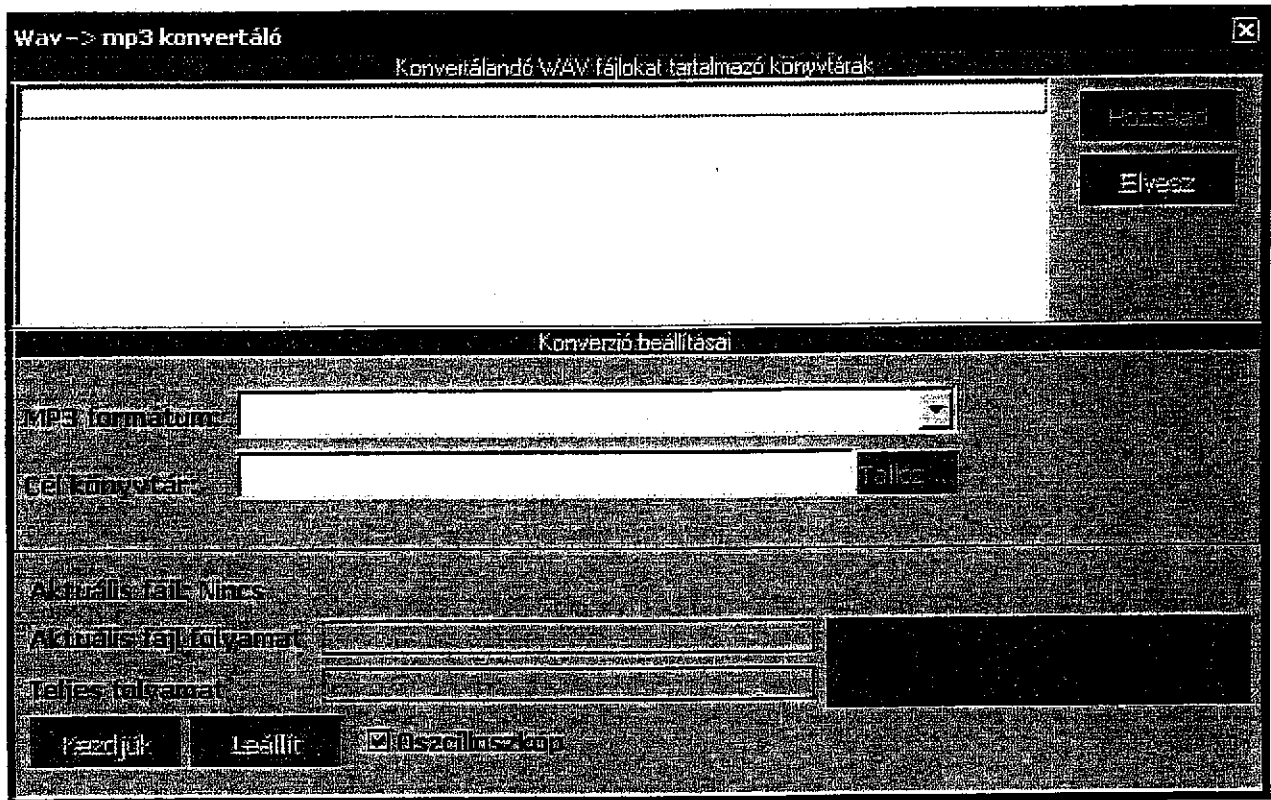 Wav-> mp3 konvertáló
Konvertálandó WAV fájlokat tartalmazó könyvtárak
Hozzáad
Elvesz
Konverzió beállításai
MP3 formátum:
Cél könyvtár:
Tallóz ...
Aktuális fájl: Nincs
Aktuális fájl folyamat
Teljes folyamat
Kezdjük
Leállít
Oszcilloszkóp